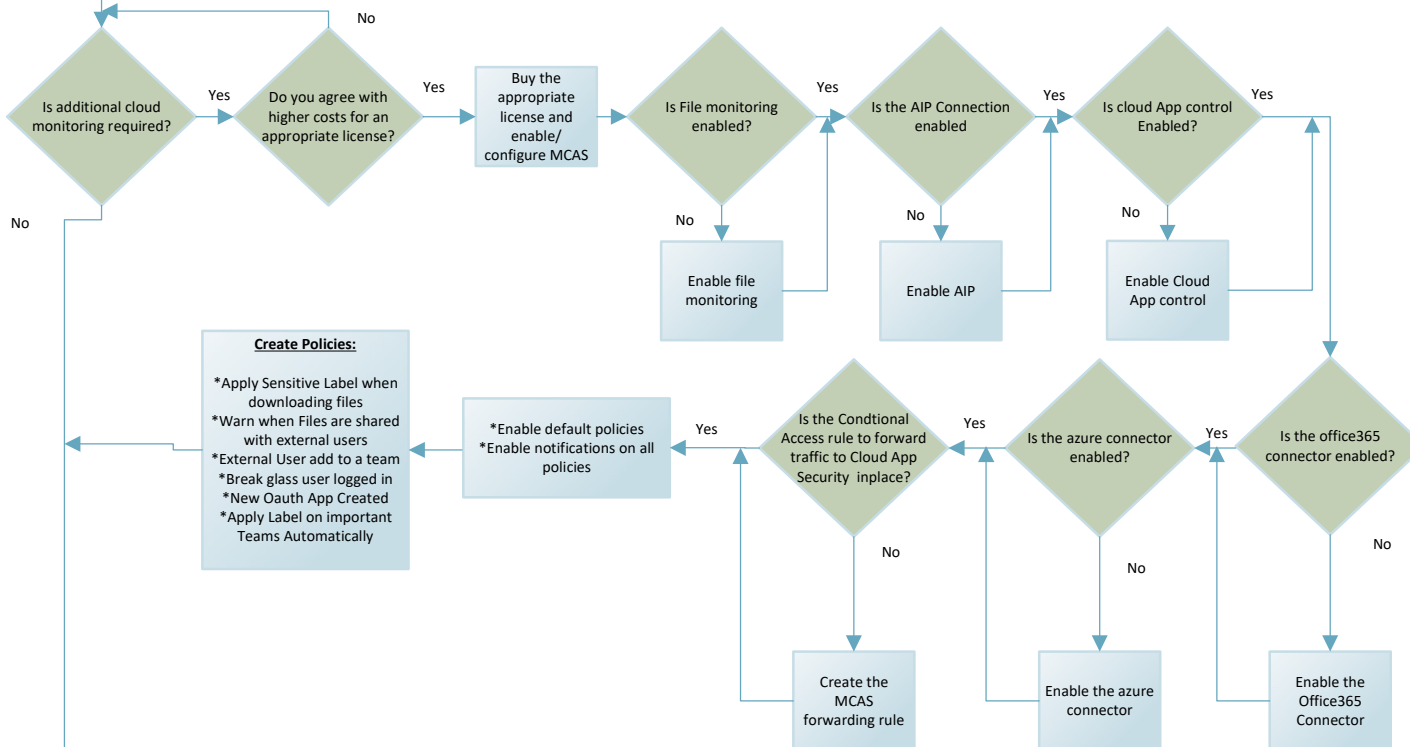 No
Is additional cloud
monitoring required?
Yes
Do you agree with
higher costs for an
appropriate license?
Yes
Buy the
appropriate
license and
enable/
configure MCAS
Is File monitoring
enabled?
Yes
Is the AIP Connection
enabled
Yes
Is cloud App control
Enabled?
Yes
No
No
Enable file
monitoring
No
Enable AIP
No
Enable Cloud
App control
Create Policies:
*Apply Sensitive Label when
downloading files
*Warn when Files are shared
with external users
*External User add to a team
*Break glass user logged in
*New Oauth App Created
*Apply Label on important
Teams Automatically
*Enable default policies
*Enable notifications on all
policies
Yes
Is the Condtional
Access rule to forward
traffic to Cloud App
Security inplace?
Yes
Is the azure connector
enabled?
Yes
Is the office365
connector enabled?
No
No
No
Create the
MCAS
forwarding rule
Enable the azure
connector
Enable the
Office365
Connector